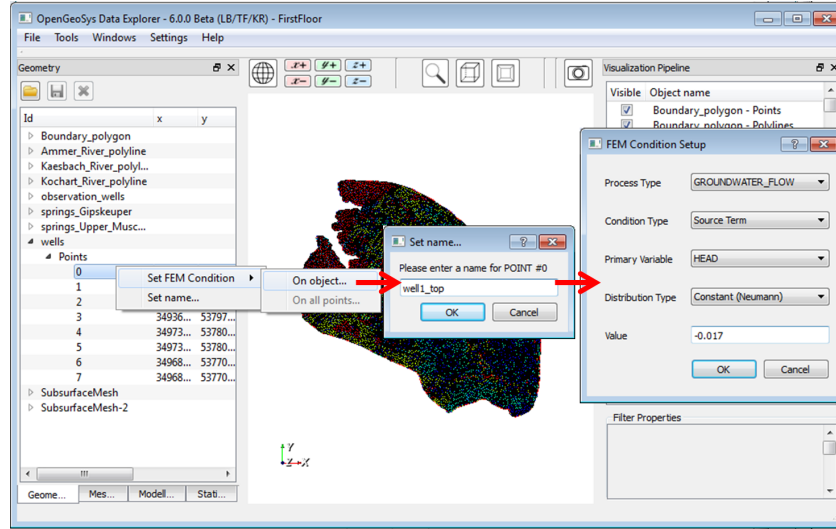 OpenGeoSys Data Explorer - 6.0.0 Beta (LB/TF/KR) - FirstFloor
File Tools Windows Settings Help
Geometry
x+ y+ z+
x- y- z-
Visualization Pipeline
Visible Object name
Boundary_polygon - Points
Boundary_polygon - Polylines
Id x y
Boundary_polygon
Ammer_River_polyline
Kaesbach_River_polyl...
Kochart_River_polyline
observation_wells
springs_Gipskeuper
springs_Upper_Musc...
wells
Points
0
1
2
3 34936... 53797...
4 34973... 53780...
5 34973... 53780...
6 34968... 53770...
7 34968... 53770...
SubsurfaceMesh
SubsurfaceMesh-2
Set FEM Condition
Set name...
On object...
On all points...
Set name...
Please enter a name for POINT #0
well1_top
OK Cancel
FEM Condition Setup
Process Type GROUNDWATER_FLOW
Condition Type Source Term
Primary Variable HEAD
Distribution Type Constant (Neumann)
Value -0.017
OK Cancel
Filter Properties
Y
Z X
Geome... Mes... Modell... Stati...